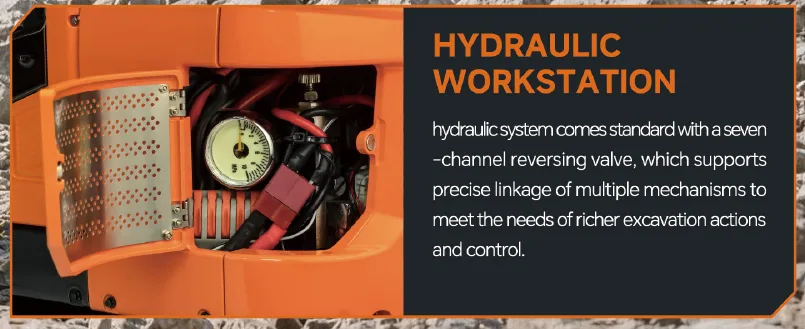 HYDRAULIC
WORKSTATION
hydraulic system comes standard with a seven
-channel reversing valve, which supports
precise linkage of multiple mechanisms to
meet the needs of richer excavation actions
and control.